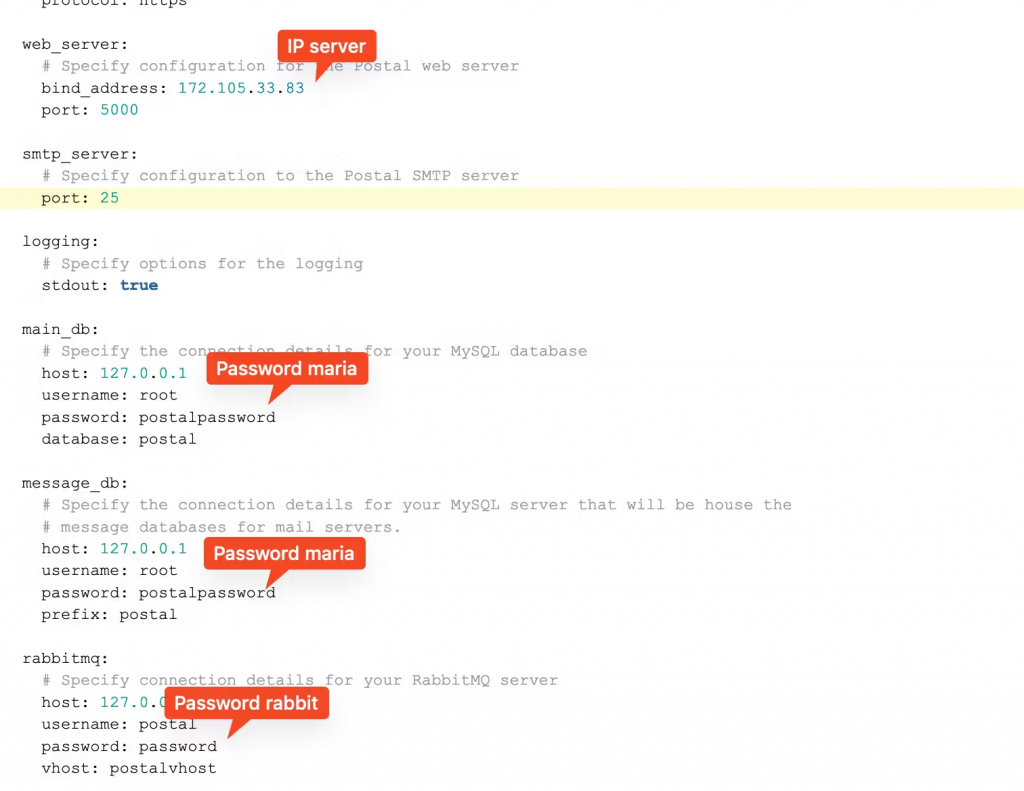 protocol: https
web_server:
IP server
# Specify configuration for the Postal web server
bind_address: 172.105.33.83
port: 5000
smtp_server:
# Specify configuration to the Postal SMTP server
port: 25
logging:
# Specify options for the logging
stdout: true
main_db:
# Specify the connection details for your MySQL database
host: 127.0.0.1
Password maria
username: root
password: postalpassword
database: postal
message_db:
# Specify the connection details for your MySQL server that will be house the
# message databases for mail servers.
host: 127.0.0.1
Password maria
username: root
password: postalpassword
prefix: postal
rabbitmq:
# Specify connection details for your RabbitMQ server
host: 127.0.0
Password rabbit
username: postal
password: password
vhost: postalvhost